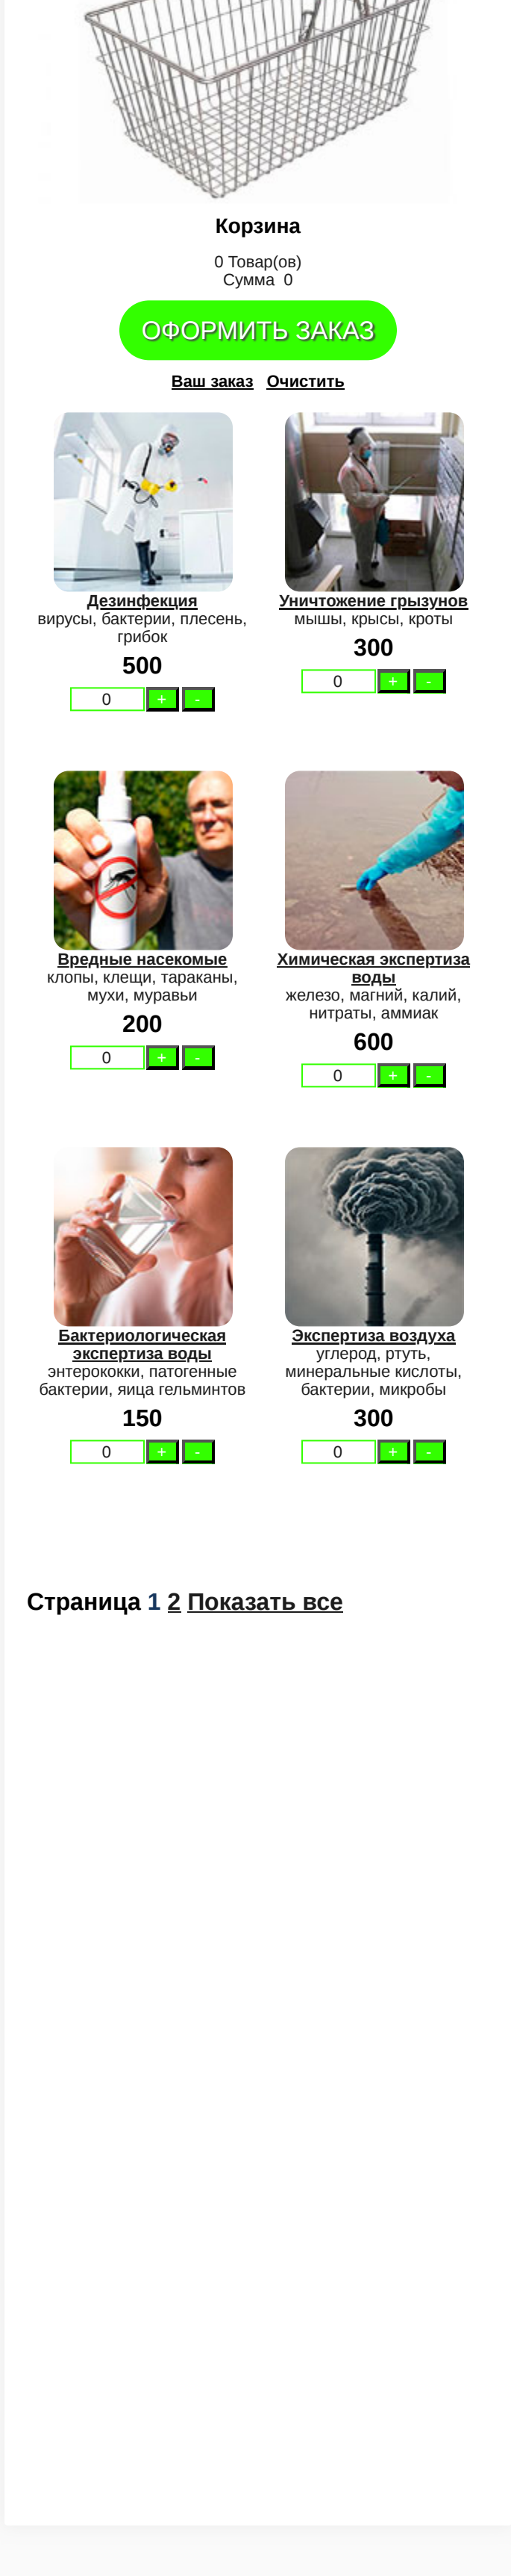 Корзина
0 Товар(ов)
Сумма 0
ОФОРМИТЬ ЗАКАЗ
Ваш заказ Очистить
Дезинфекция
вирусы, бактерии, плесень,
грибок
500
0 + -
Уничтожение грызунов
мыши, крысы, кроты
300
0 + -
Вредные насекомые
клопы, клещи, тараканы,
мухи, муравьи
200
0 + -
Химическая экспертиза
воды
железо, магний, калий,
нитраты, аммиак
600
0 + -
Бактериологическая
экспертиза воды
энтерококки, патогенные
бактерии, яица гельминтов
150
0 + -
Экспертиза воздуха
углерод, ртуть,
минеральные кислоты,
бактерии, микробы
300
0 + -
Страница 1 2 Показать все